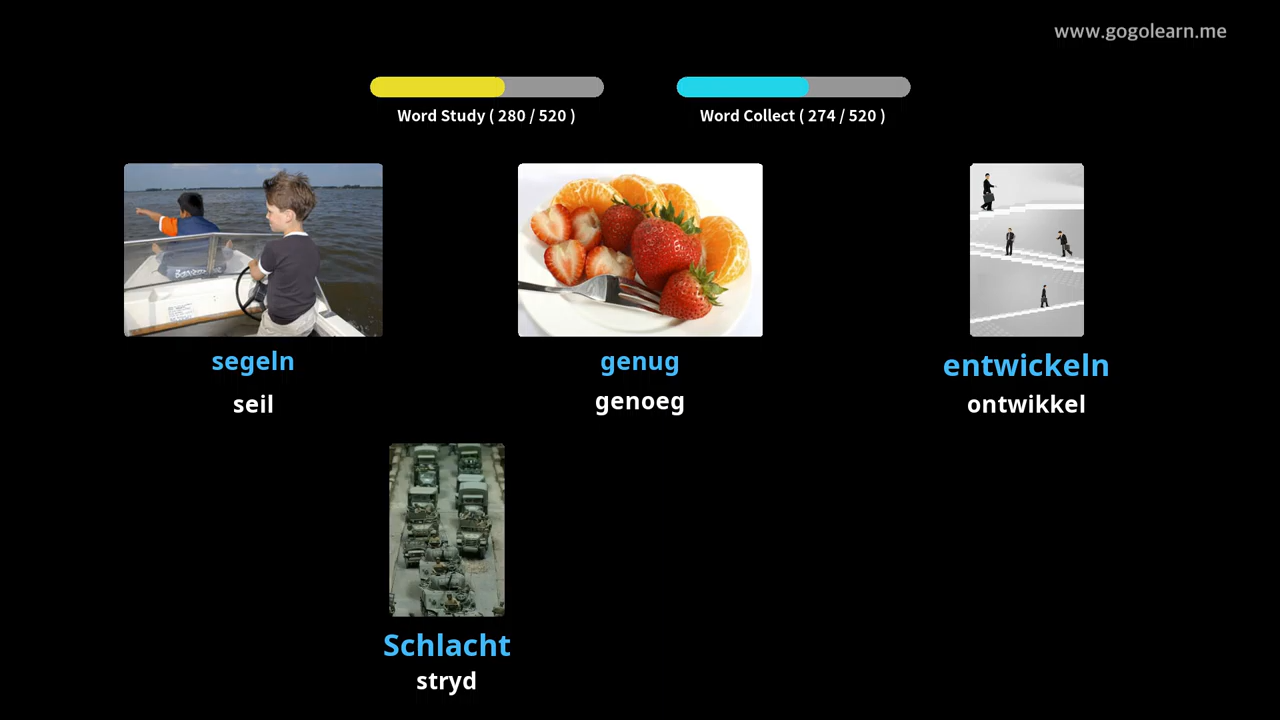 www.gogolearn.me
Word Study ( 280 / 520 )
Word Collect ( 274 / 520 )
segeln
seil
genug
genoeg
entwickeln
ontwikkel
Schlacht
stryd